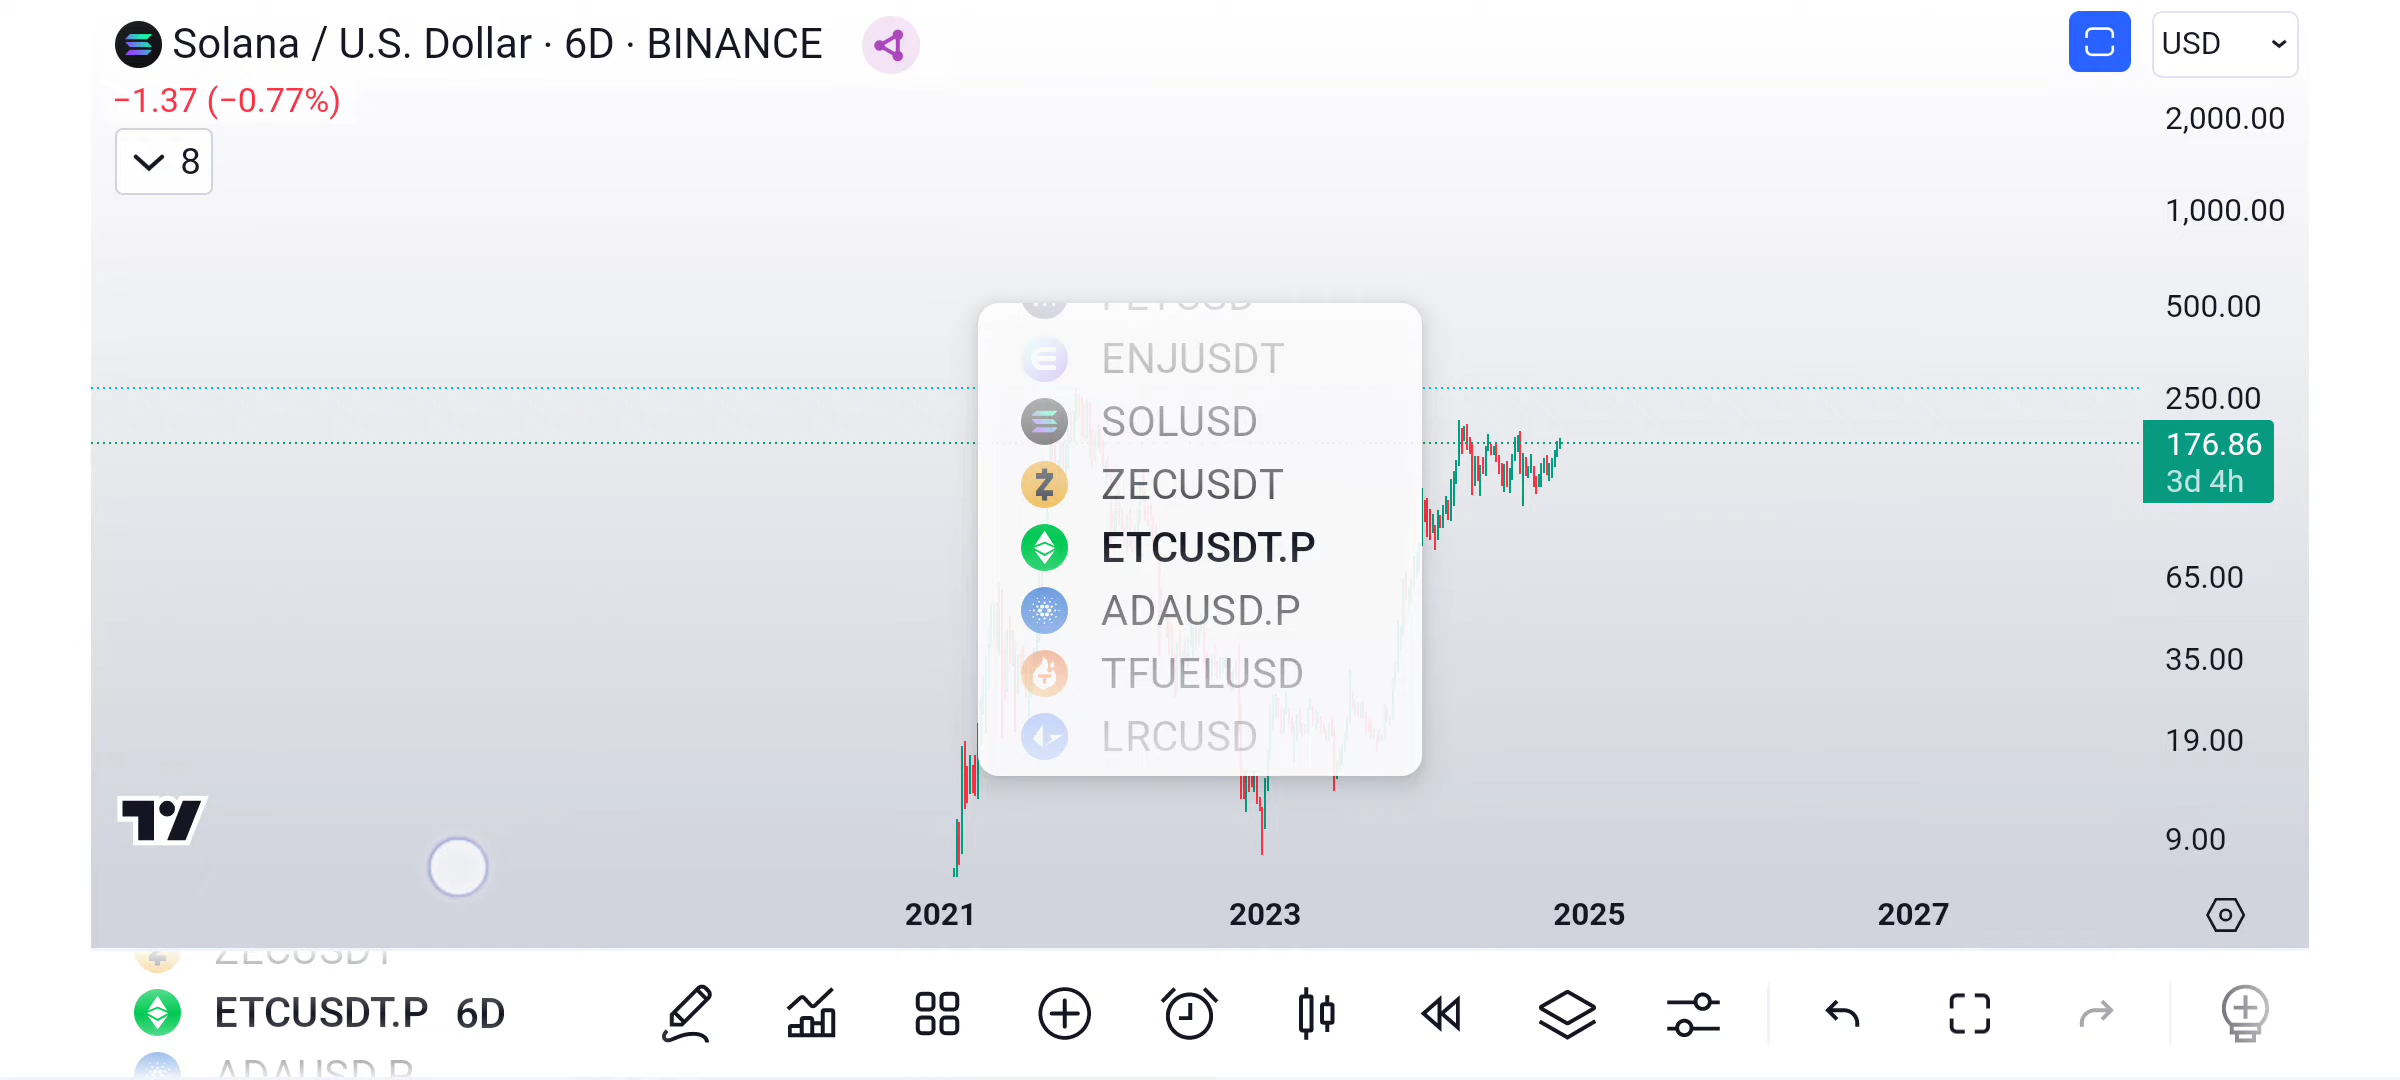 Solana / U.S. Dollar · 6D · BINANCE
USD
−1.37 (−0.77%)
8
2,000.00
1,000.00
500.00
250.00
176.86
3d 4h
65.00
35.00
19.00
9.00
ENJUSDT
SOLUSD
ZECUSDT
ETCUSDT.P
ADAUSD.P
TFUELUSD
LRCUSD
2021
2023
2025
2027
ZECUSDT
ETCUSDT.P 6D
ADAUSD.P